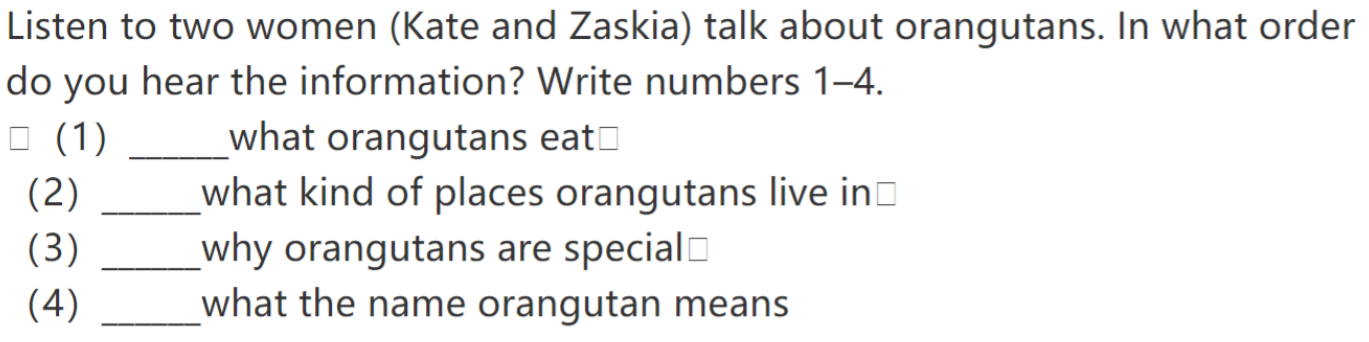 Listen to two women (Kate and Zaskia) talk about orangutans. In what order
do you hear the information? Write numbers 1–4.
□ (1) _____what orangutans eat□
(2) _____what kind of places orangutans live in□
(3) _____why orangutans are special□
(4) _____what the name orangutan means